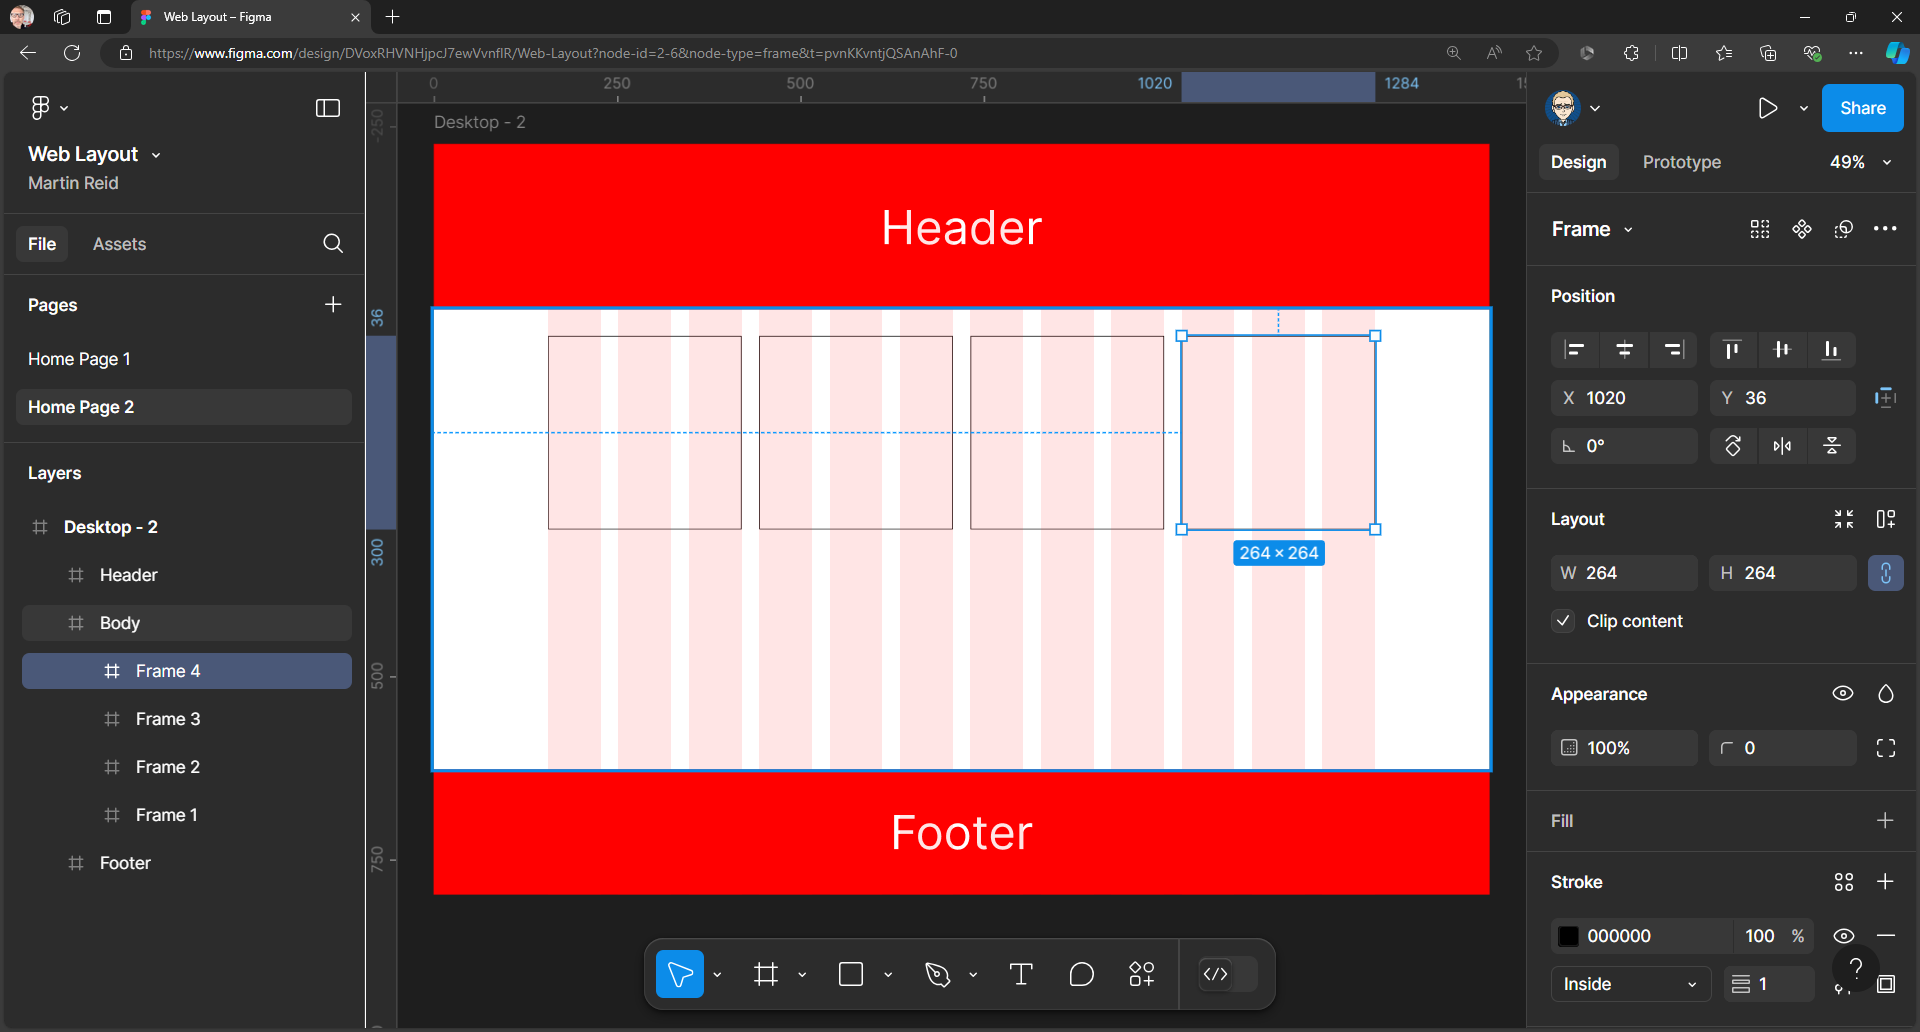 Web Layout – Figma
https://www.figma.com/design/DVoxRHVNHjpcJ7ewVvnflR/Web-Layout?node-id=2-6&node-type=frame&t=pvnKKvntjQSAnAhF-0
Web Layout
Martin Reid
File Assets
Pages
Home Page 1
Home Page 2
Layers
Desktop - 2
Header
Body
Frame 4
Frame 3
Frame 2
Frame 1
Footer
0 250 500 750 1020 1284
-250
36
300
500
750
Desktop - 2
Header
264 × 264
Footer
Share
Design Prototype 49%
Frame
Position
X 1020 Y 36
0°
Layout
W 264 H 264
Clip content
Appearance
100% 0
Fill
Stroke
000000 100 %
Inside 1
?